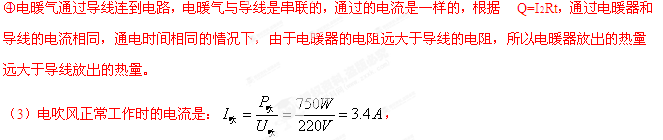 ④电暖气通过导线连到电路，电暖气与导线是串联的，通过的电流是一样的，根据 Q=I2Rt，通过电暖器和
导线的电流相同，通电时间相同的情况下，由于电暖器的电阻远大于导线的电阻，所以电暖器放出的热量
远大于导线放出的热量。
（3）电吹风正常工作时的电流是：I吹=P吹/U吹=750W/220V=3.4A，